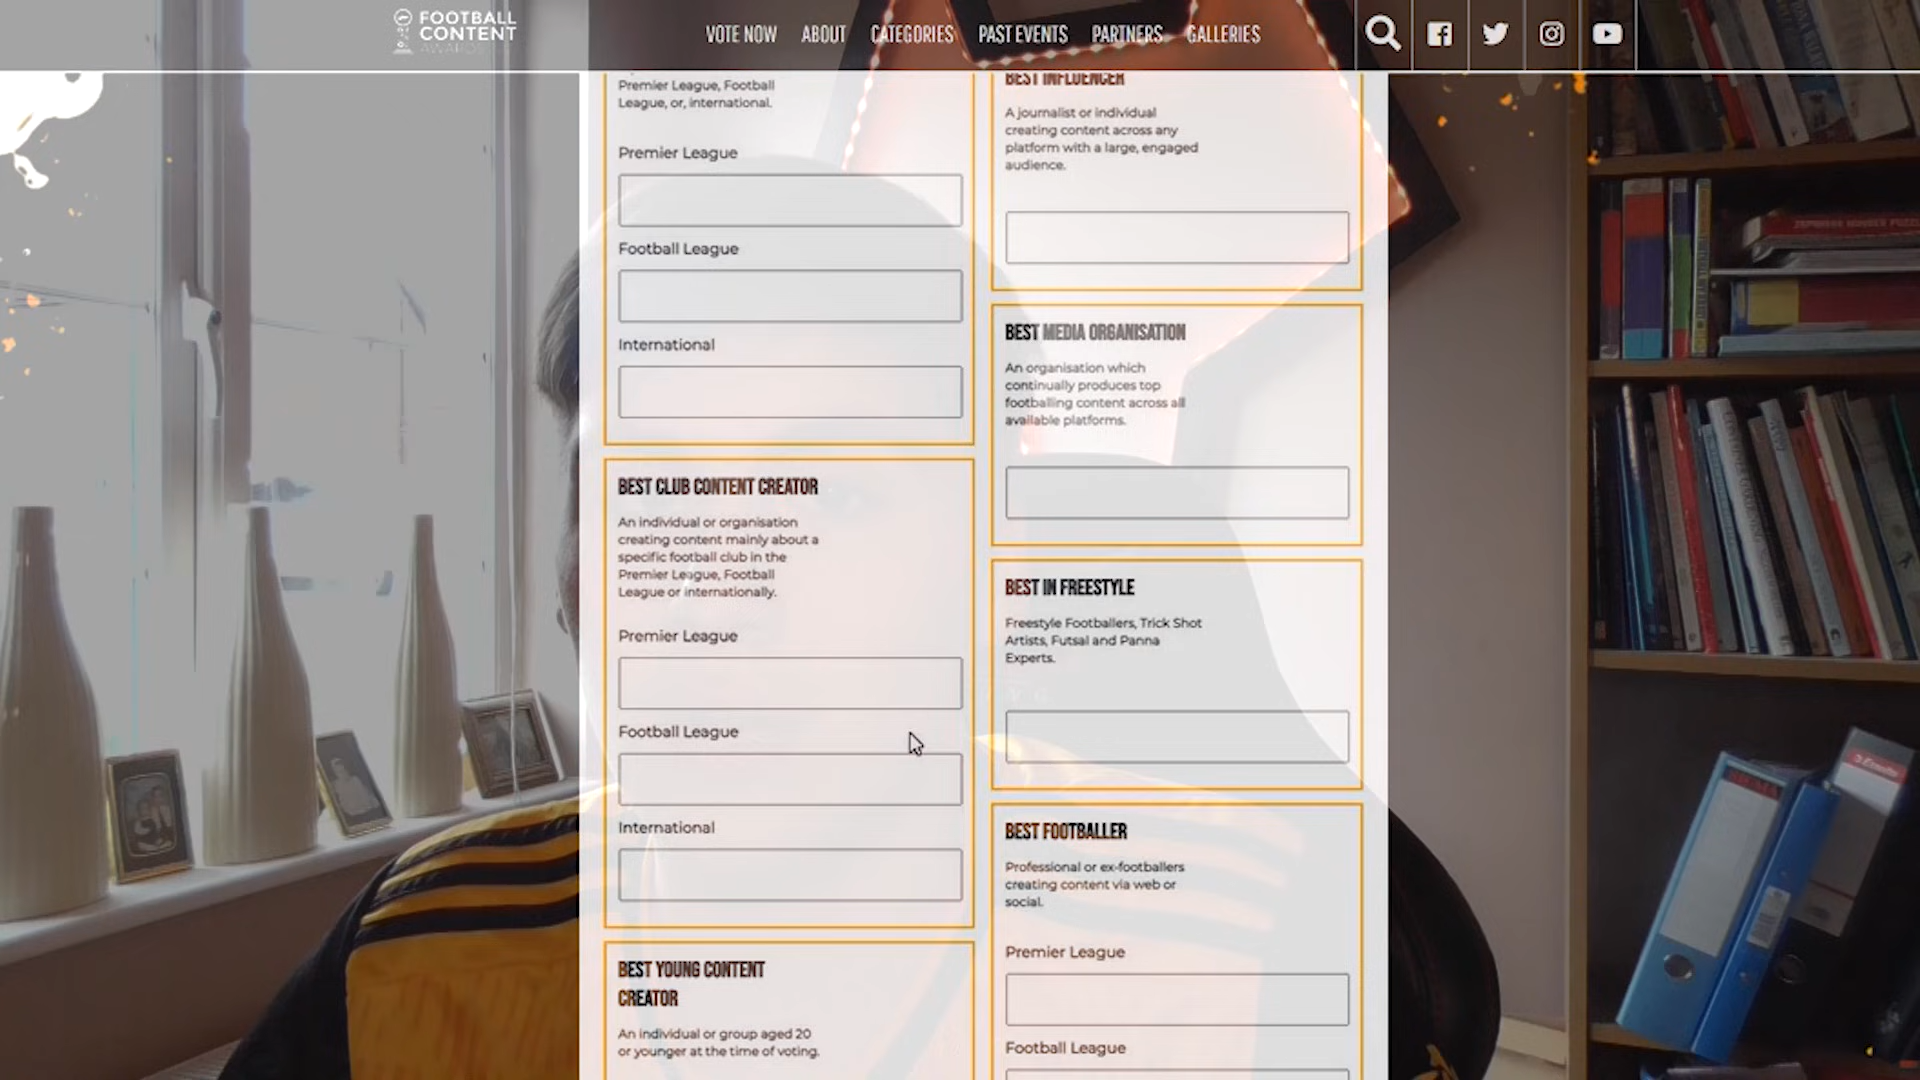 FOOTBALL
CONTENT
AWARDS
VOTE NOW
ABOUT
CATEGORIES
PAST EVENTS
PARTNERS
GALLERIES
Premier League, Football
League, or, international.
Premier League
Football League
International
BEST CLUB CONTENT CREATOR
An individual or organisation
creating content mainly about a
specific football club in the
Premier League, Football
League or internationally.
Premier League
Football League
International
BEST YOUNG CONTENT
CREATOR
An individual or group aged 20
or younger at the time of voting.
BEST INFLUENCER
A journalist or individual
creating content across any
platform with a large, engaged
audience.
BEST MEDIA ORGANISATION
An organisation which
continually produces top
footballing content across all
available platforms.
BEST IN FREESTYLE
Freestyle Footballers, Trick Shot
Artists, Futsal and Panna
Experts.
BEST FOOTBALLER
Professional or ex-footballers
creating content via web or
social.
Premier League
Football League